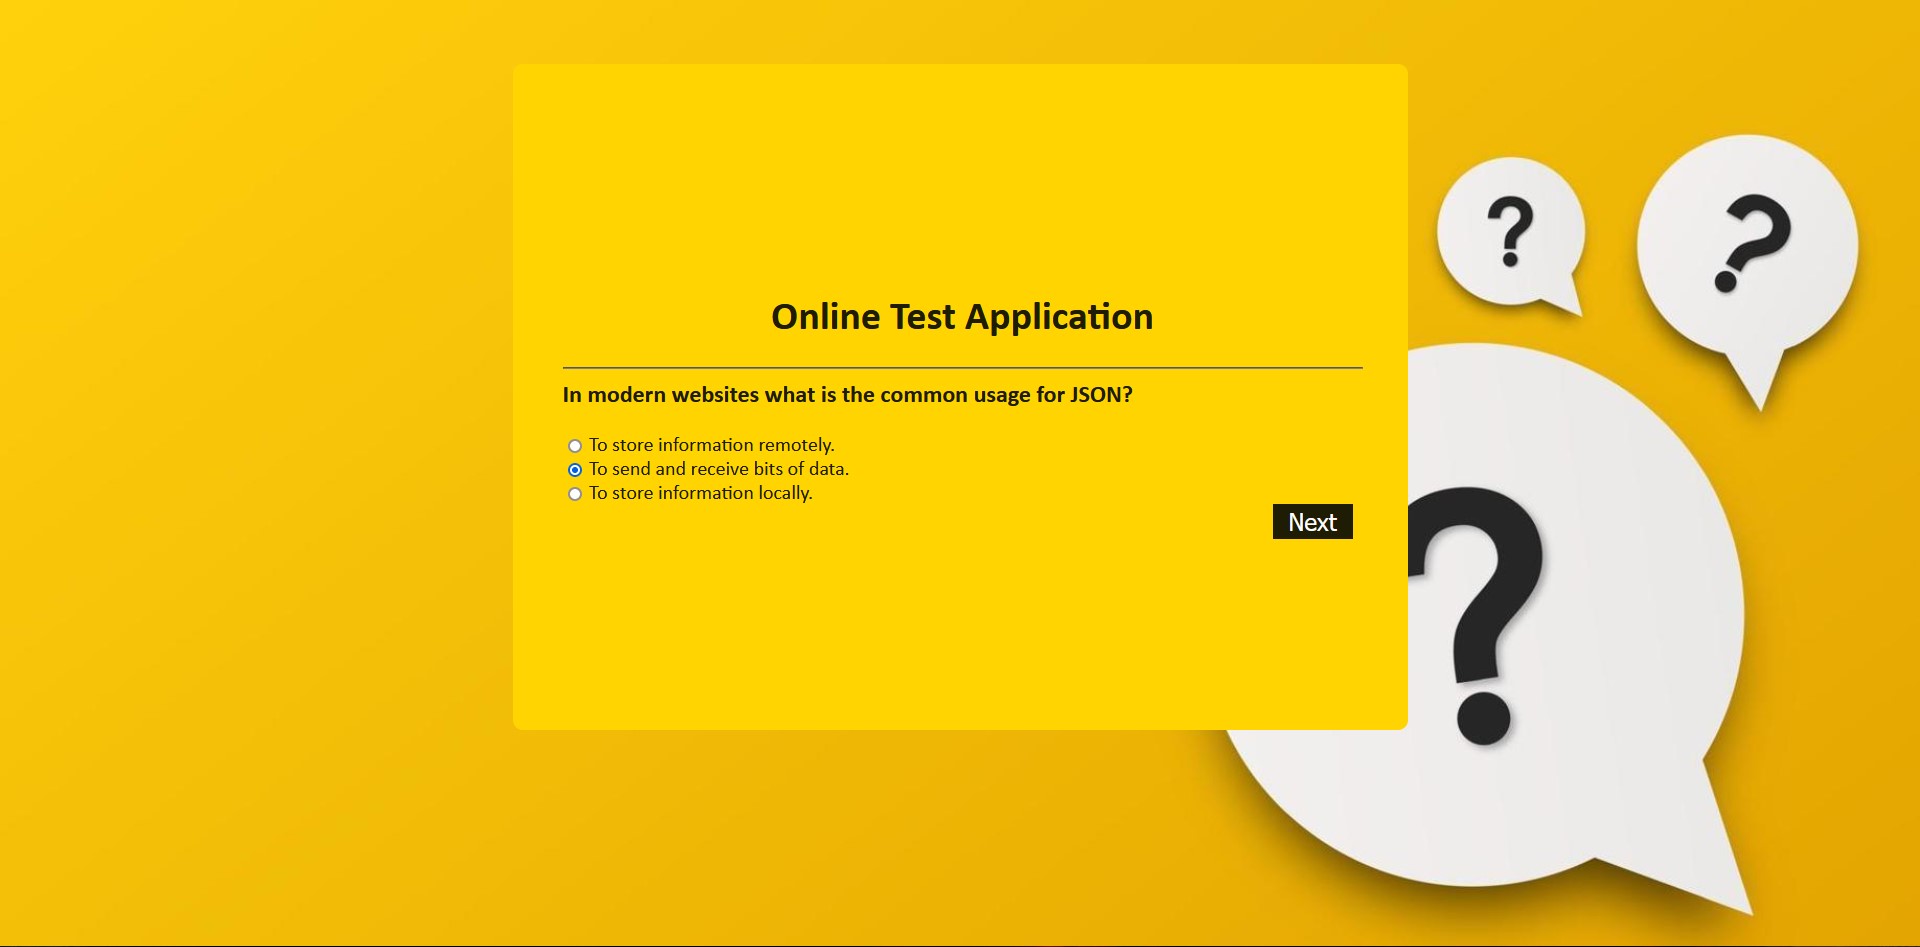 Online Test Application
In modern websites what is the common usage for JSON?
To store information remotely.
To send and receive bits of data.
To store information locally.
Next
?
?
?